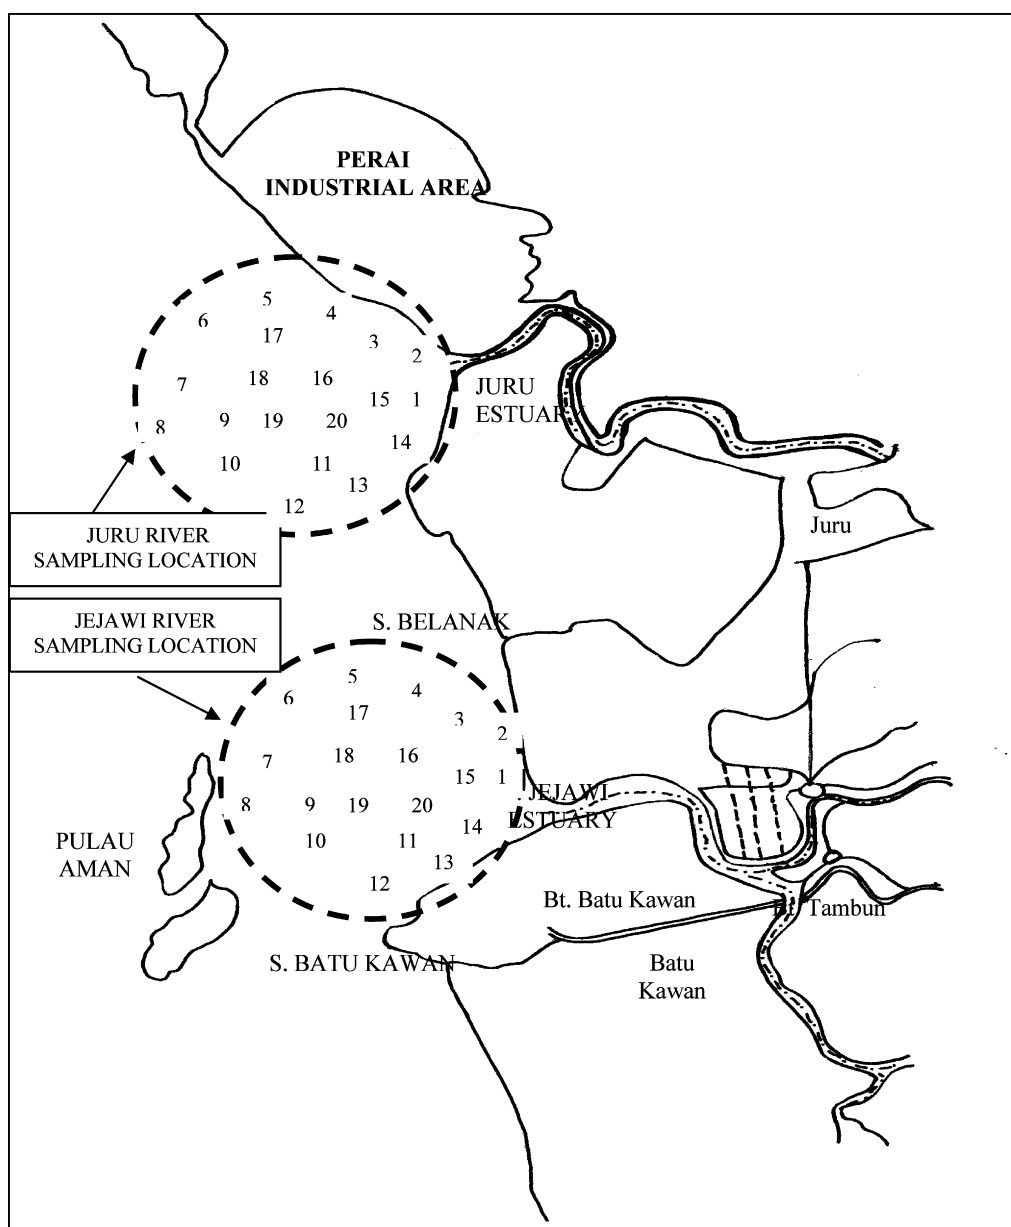 PERAI
INDUSTRIAL AREA
5
4
6
17
3
2
7
18
16
15
1
JURU
ESTUARY
8
9
19
20
14
10
11
13
12
Juru
JURU RIVER
SAMPLING LOCATION
JEJAWI RIVER
SAMPLING LOCATION
S. BELANAK
5
4
6
17
3
2
18
16
7
15
1
8
9
19
20
JEJAWI
ESTUARY
14
10
11
13
12
PULAU
AMAN
Bt. Batu Kawan
Bt. Tambun
S. BATU KAWAN
Batu
Kawan